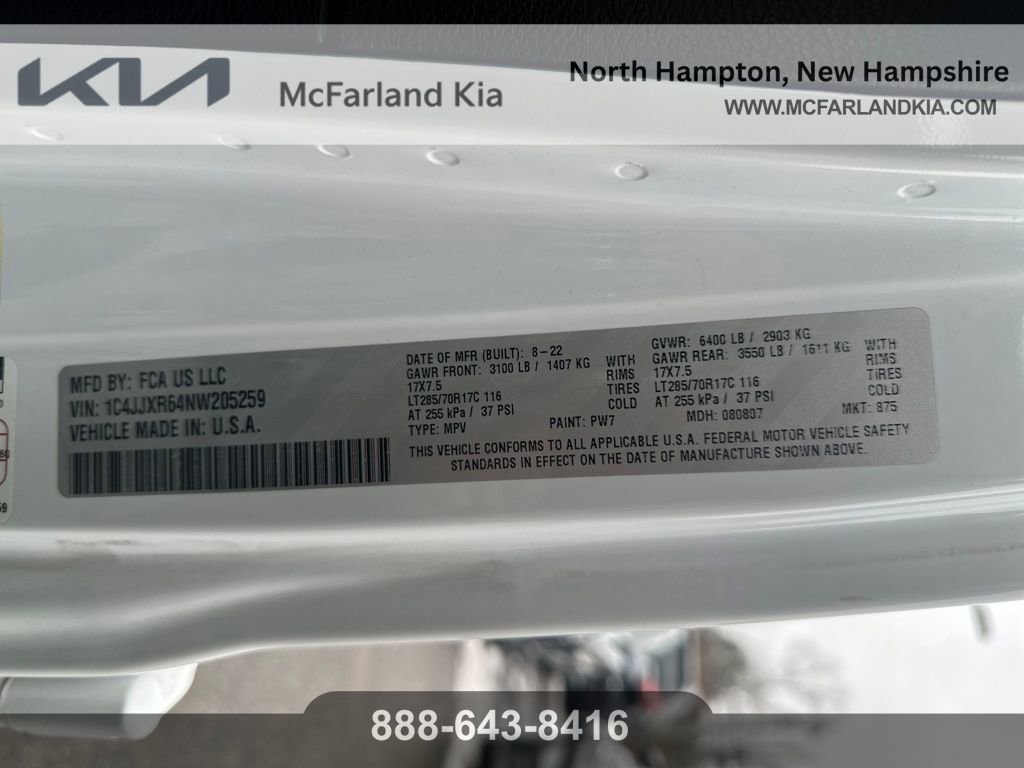 KIA
McFarland Kia
North Hampton, New Hampshire
WWW.MCFARLANDKIA.COM
MFD BY: FCA US LLC
VIN: 1C4JJXR64NW205259
VEHICLE MADE IN: U.S.A.
DATE OF MFR (BUILT): 8-22
GAWR FRONT: 3100 LB / 1407 KG WITH
17X7.5 RIMS
LT285/70R17C 116 TIRES
AT 255 kPa / 37 PSI COLD
TYPE: MPV PAINT: PW7
GVWR: 6400 LB / 2903 KG
GAWR REAR: 3550 LB / 1611 KG WITH
17X7.5 RIMS
LT285/70R17C 116 TIRES
AT 255 kPa / 37 PSI COLD
MDH: 080807 MKT: 875
THIS VEHICLE CONFORMS TO ALL APPLICABLE U.S.A. FEDERAL MOTOR VEHICLE SAFETY
STANDARDS IN EFFECT ON THE DATE OF MANUFACTURE SHOWN ABOVE.
888-643-8416